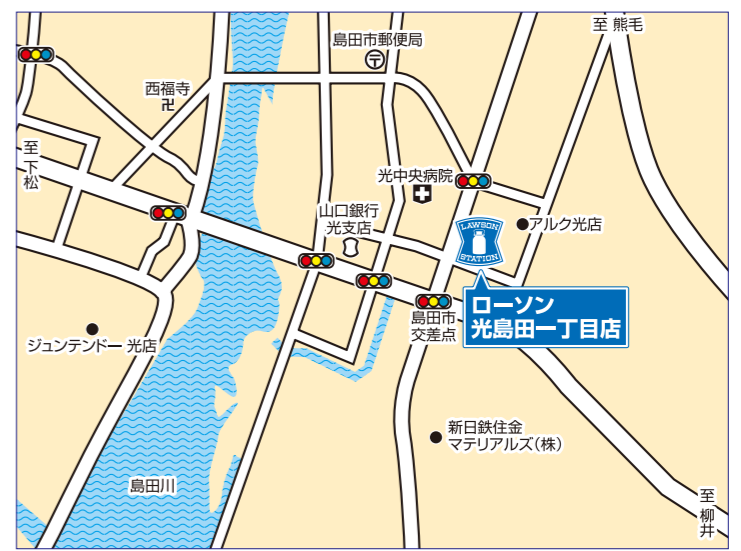 至 熊毛
島田市郵便局
西福寺
至
下
松
光中央病院
山口銀行
光支店
LAWSON
STATION
アルク光店
ローソン
光島田一丁目店
島田市
交差点
ジュンテンドー 光店
新日鉄住金
マテリアルズ(株)
島田川
至
柳
井